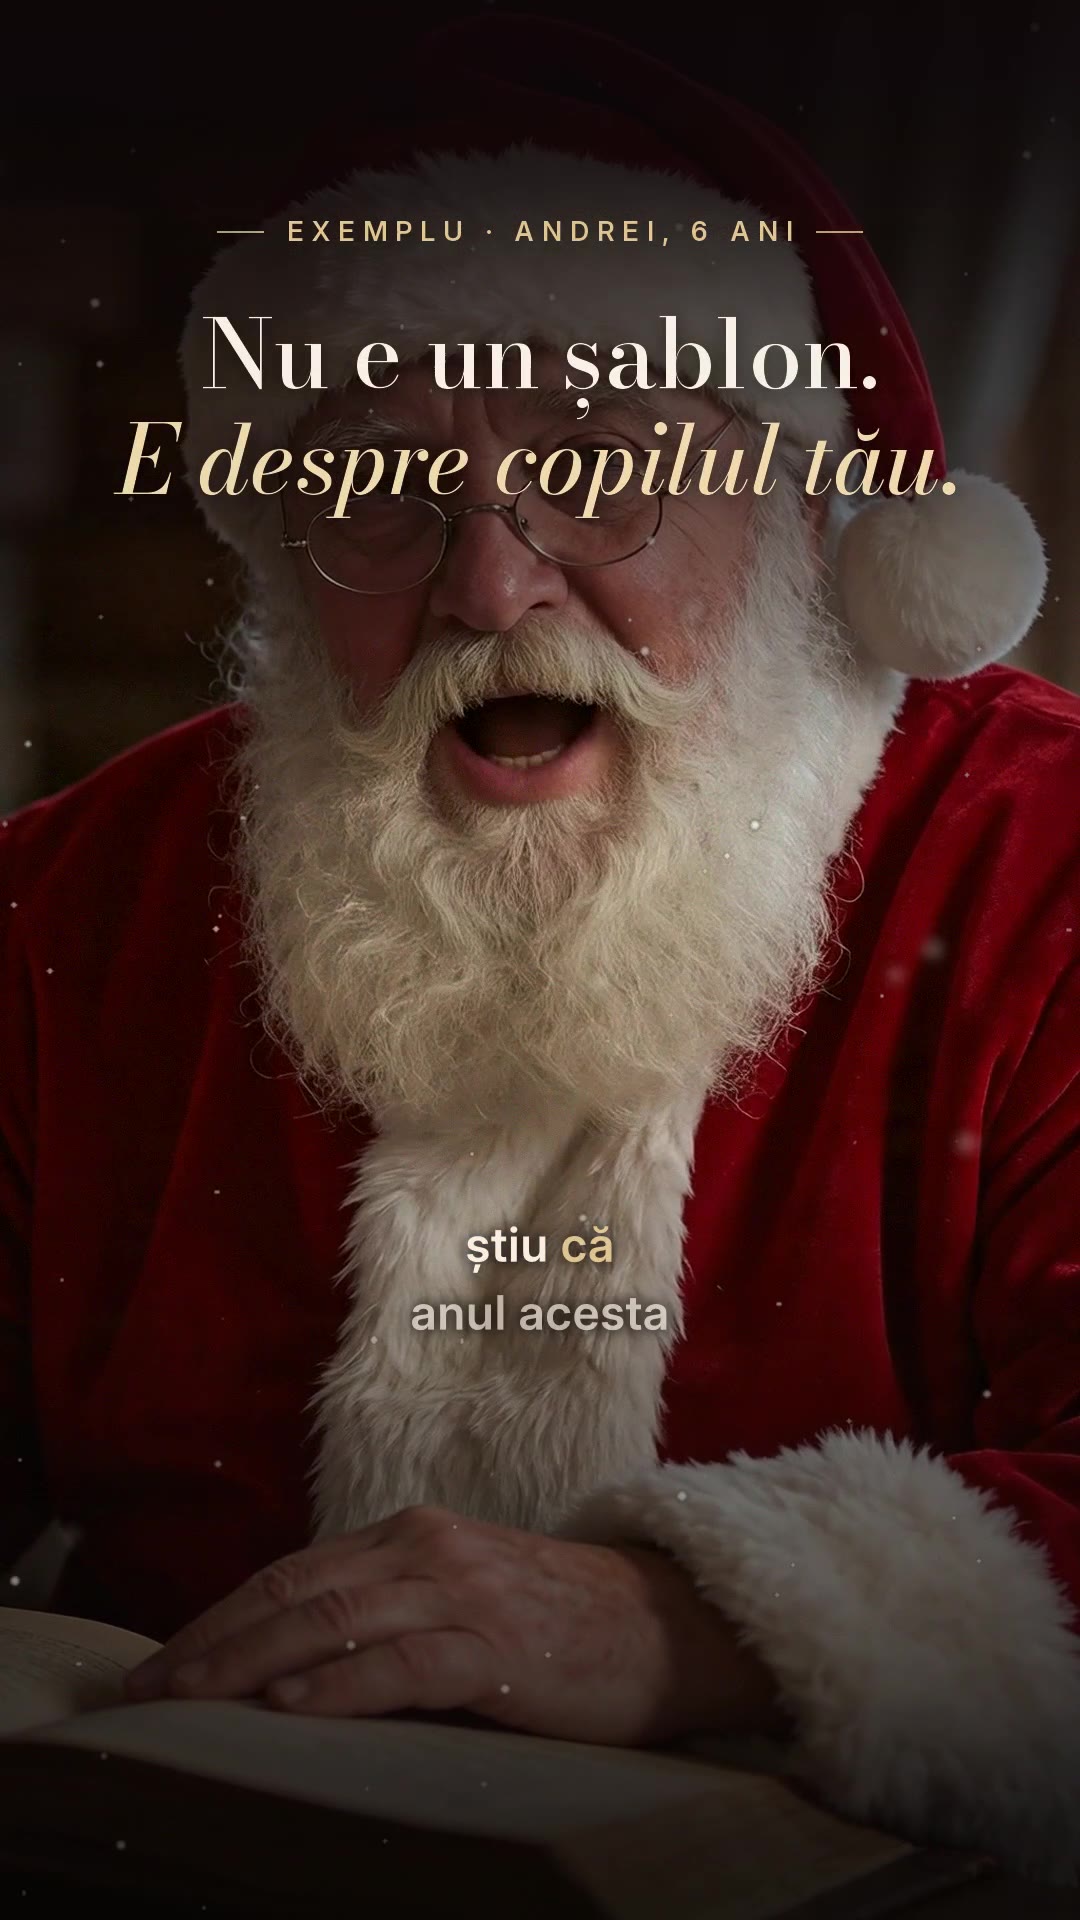 EXEMPLU · ANDREI, 6 ANI
Nu e un șablon.
E despre copilul tău.
știu că
anul acesta